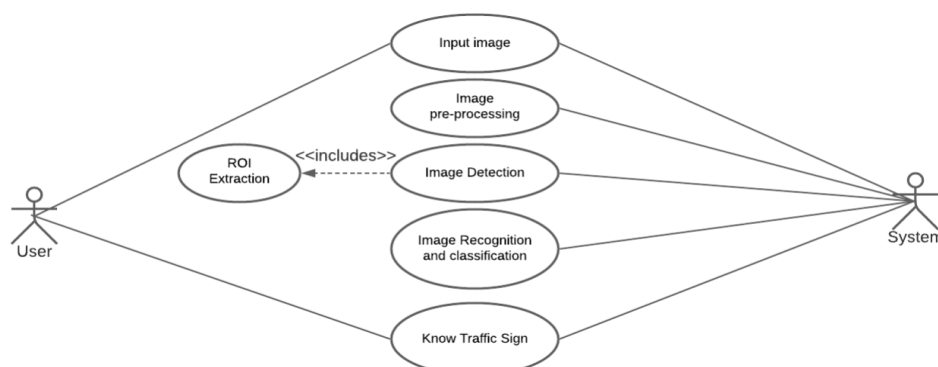 Input image
Image
pre-processing
<<includes>>
ROI
Extraction
Image Detection
Image Recognition
and classification
User
System
Know Traffic Sign